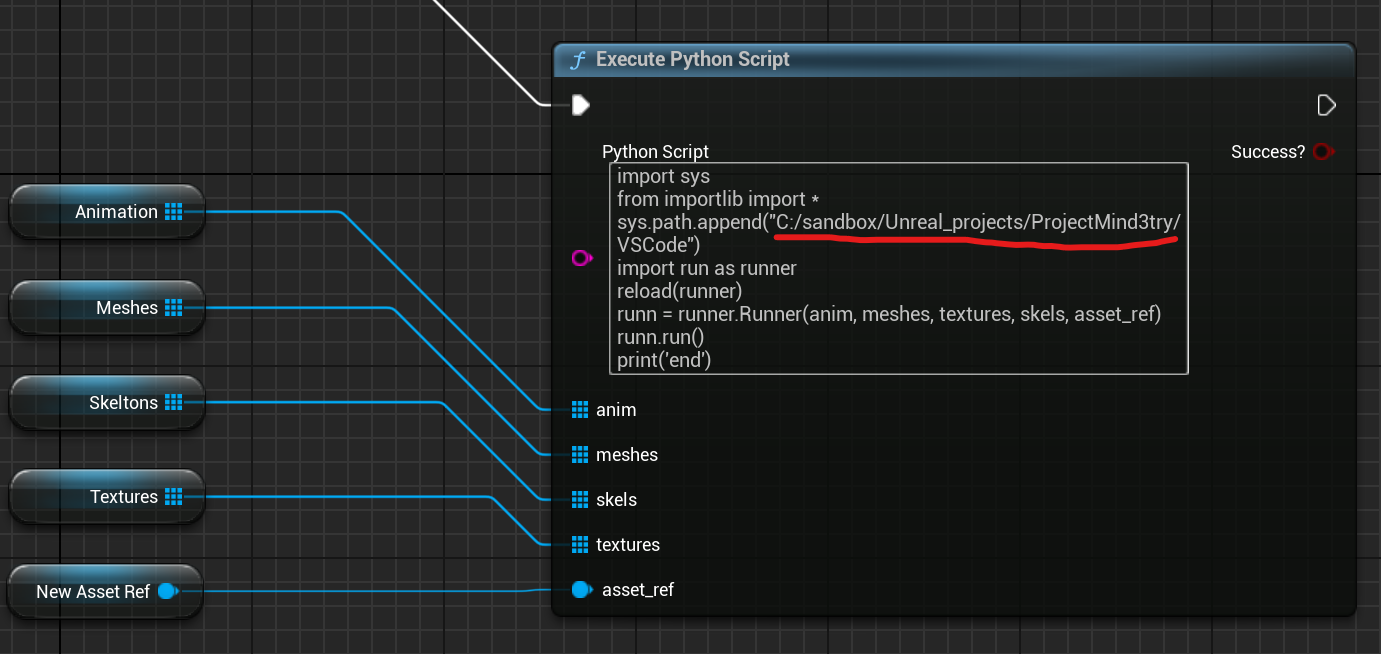 Execute Python Script
Python Script
Success?
import sys
from importlib import *
sys.path.append("C:/sandbox/Unreal_projects/ProjectMind3try/
VSCode")
import run as runner
reload(runner)
runn = runner.Runner(anim, meshes, textures, skels, asset_ref)
runn.run()
print('end')
Animation
Meshes
Skeltons
Textures
New Asset Ref
anim
meshes
skels
textures
asset_ref